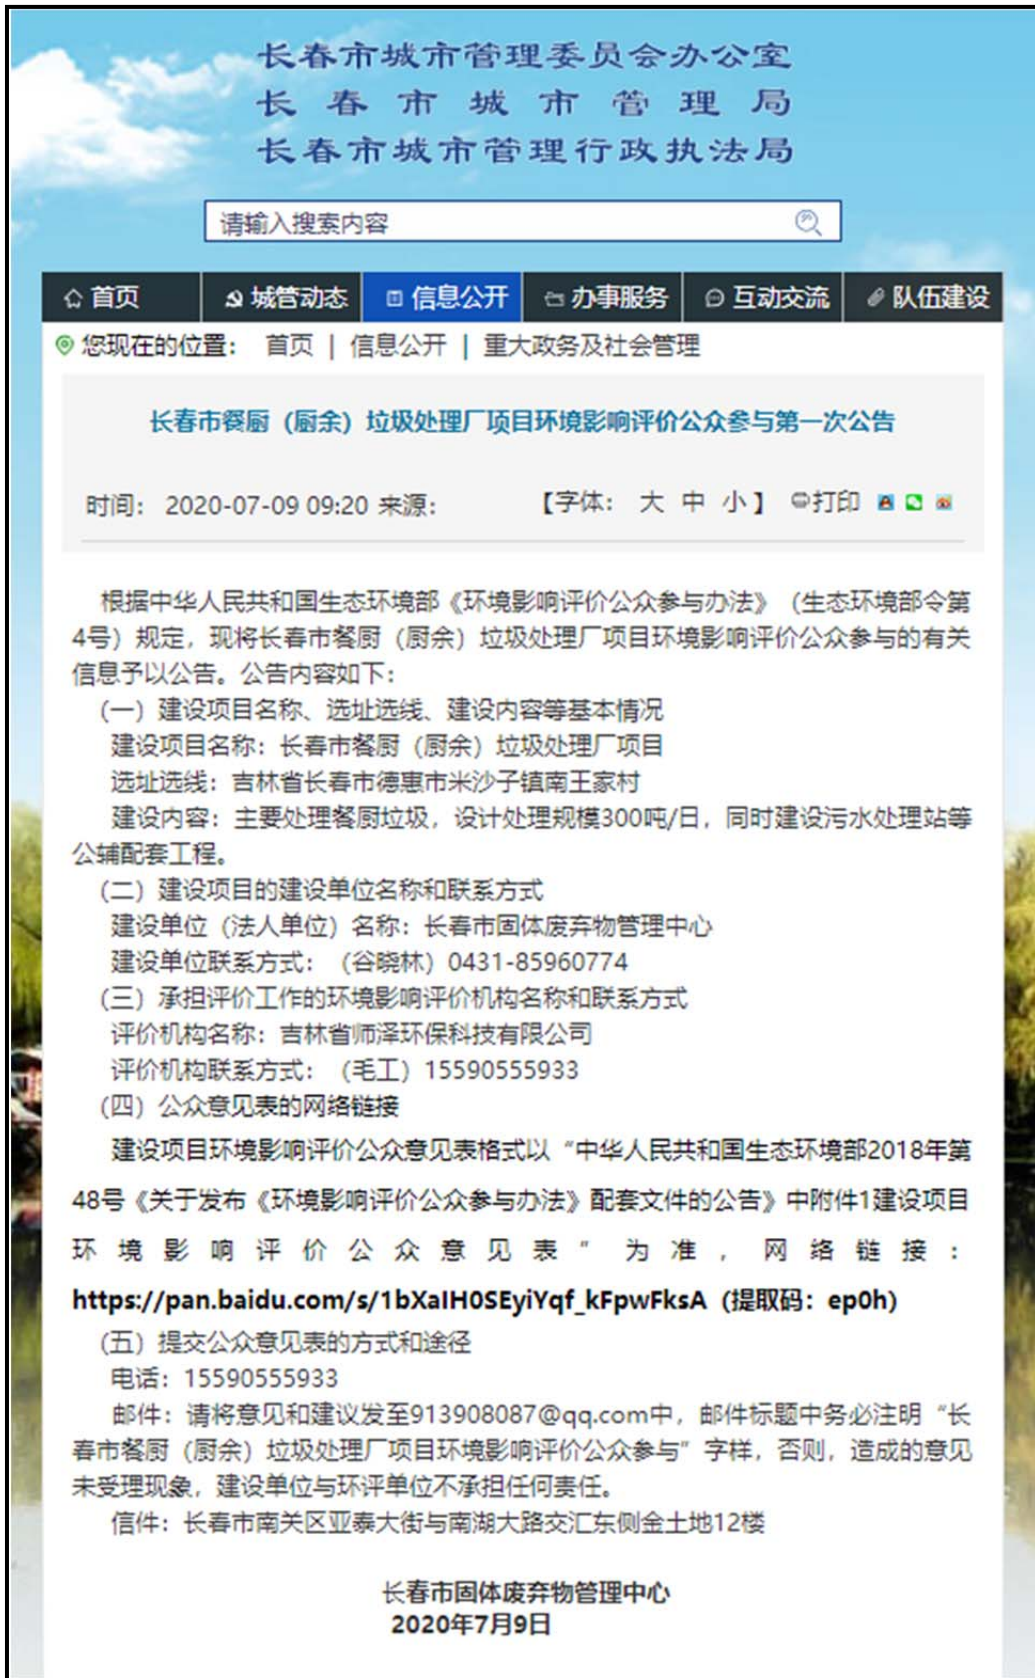 长春市城市管理委员会办公室
长春市城市管理局
长春市城市管理行政执法局
请输入搜索内容
首页 城管动态 信息公开 办事服务 互动交流 队伍建设
您现在的位置： 首页 | 信息公开 | 重大政务及社会管理
长春市餐厨（厨余）垃圾处理厂项目环境影响评价公众参与第一次公告
时间： 2020-07-09 09:20 来源： 【字体： 大 中 小】 打印
根据中华人民共和国生态环境部《环境影响评价公众参与办法》（生态环境部令第
4号）规定，现将长春市餐厨（厨余）垃圾处理厂项目环境影响评价公众参与的有关
信息予以公告。公告内容如下：
（一）建设项目名称、选址选线、建设内容等基本情况
建设项目名称：长春市餐厨（厨余）垃圾处理厂项目
选址选线：吉林省长春市德惠市米沙子镇南王家村
建设内容：主要处理餐厨垃圾，设计处理规模300吨/日，同时建设污水处理站等
公辅配套工程。
（二）建设项目的建设单位名称和联系方式
建设单位（法人单位）名称：长春市固体废弃物管理中心
建设单位联系方式：（谷晓林）0431-85960774
（三）承担评价工作的环境影响评价机构名称和联系方式
评价机构名称：吉林省师泽环保科技有限公司
评价机构联系方式：（毛工）15590555933
（四）公众意见表的网络链接
建设项目环境影响评价公众意见表格式以“中华人民共和国生态环境部2018年第
48号《关于发布《环境影响评价公众参与办法》配套文件的公告》中附件1建设项目
环境影响评价公众意见表”为准，网络链接：
https://pan.baidu.com/s/1bXaIH0SEyiYqf_kFpwFksA（提取码：ep0h）
（五）提交公众意见表的方式和途径
电话：15590555933
邮件：请将意见和建议发至913908087@qq.com中，邮件标题中务必注明“长
春市餐厨（厨余）垃圾处理厂项目环境影响评价公众参与”字样，否则，造成的意见
未受理现象，建设单位与环评单位不承担任何责任。
信件：长春市南关区亚泰大街与南湖大路交汇东侧金土地12楼
长春市固体废弃物管理中心
2020年7月9日